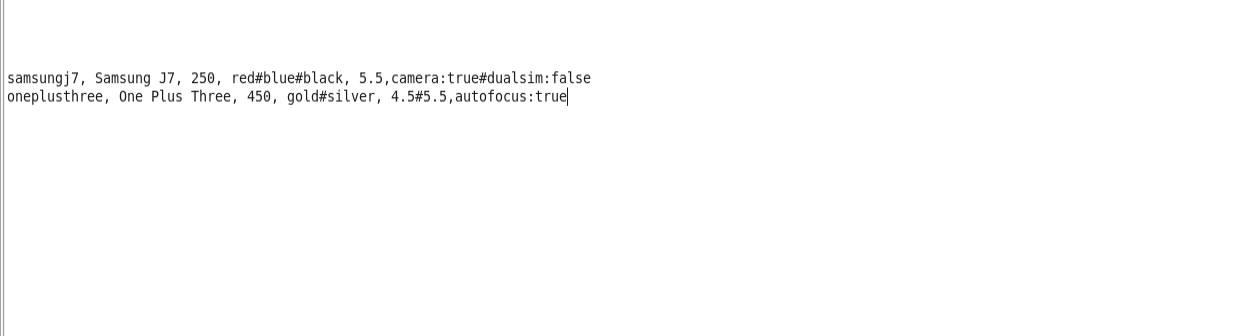 samsungj7, Samsung J7, 250, red#blue#black, 5.5,camera:true#dualsim:false
oneplusthree, One Plus Three, 450, gold#silver, 4.5#5.5,autofocus:true